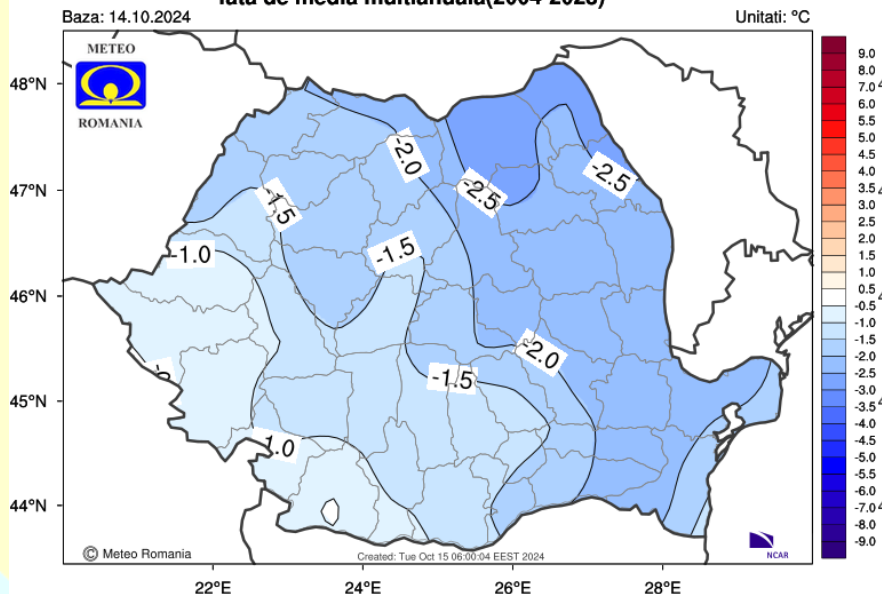 fata de media multianuala(2004-2023)
Baza: 14.10.2024
Unitati: °C
METEO
ROMANIA
48°N
47°N
46°N
45°N
44°N
-2.0
-2.5
-2.5
-1.5
-1.5
-1.0
-2.0
-1.5
1.0
© Meteo Romania
Created: Tue Oct 15 06:00:04 EEST 2024
NCAR
22°E
24°E
26°E
28°E
9.0
8.0
7.0
6.0
5.5
5.0
4.5
4.0
3.5
3.0
2.5
2.0
1.5
1.0
0.5
-0.5
-1.0
-1.5
-2.0
-2.5
-3.0
-3.5
-4.0
-4.5
-5.0
-5.5
-6.0
-7.0
-8.0
-9.0